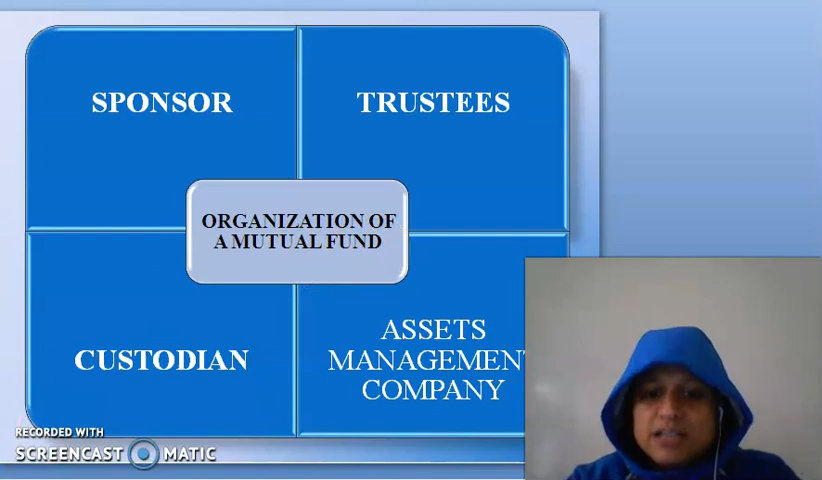 SPONSOR
TRUSTEES
ORGANIZATION OF
A MUTUAL FUND
CUSTODIAN
ASSETS
MANAGEMENT
COMPANY
RECORDED WITH
SCREENCAST MATIC